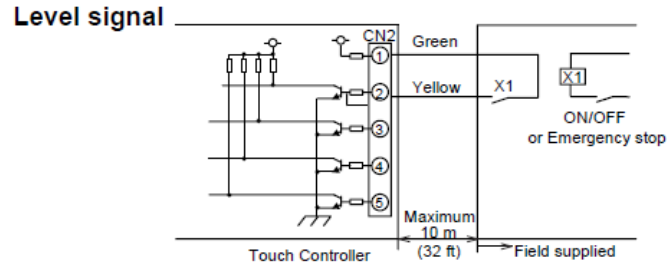 Level signal
CN2
1
2
3
4
5
Green
Yellow
X1
X1
ON/OFF
or Emergency stop
Maximum
10 m
(32 ft)
Touch Controller
Field supplied